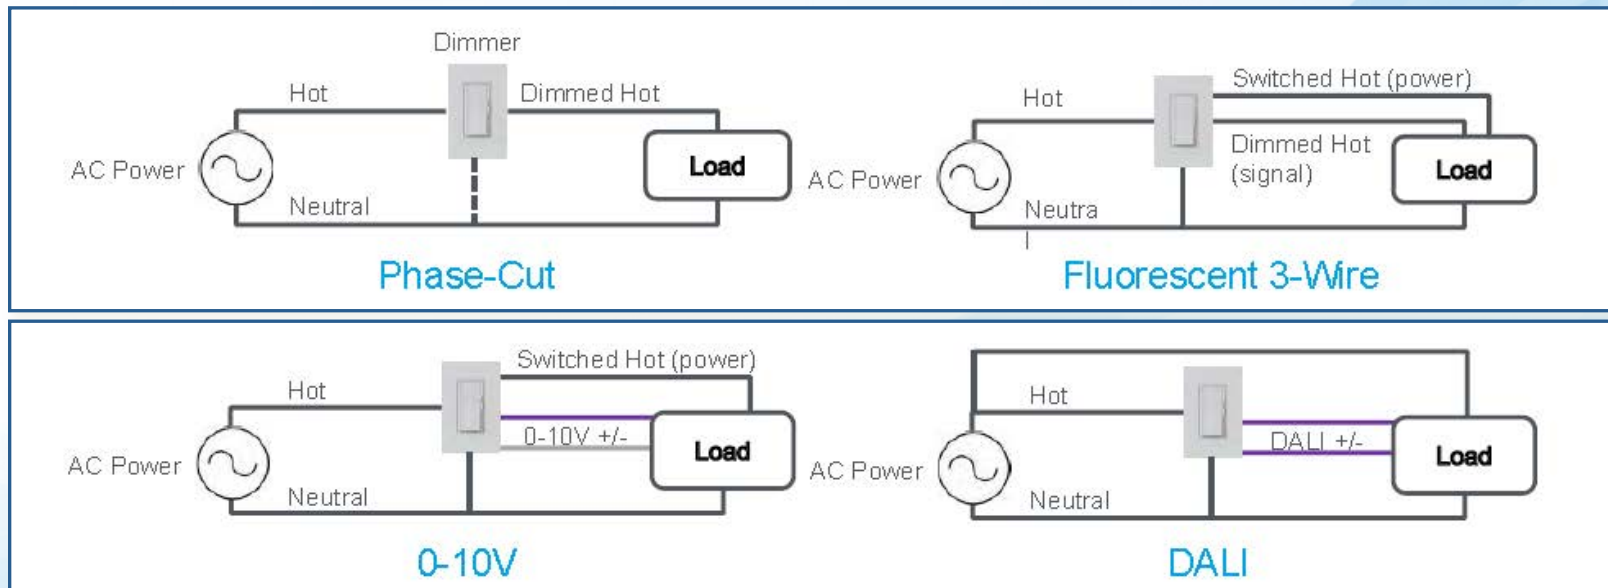 Dimmer
Hot
Dimmed Hot
AC Power
Load
Neutral
Phase-Cut
Switched Hot (power)
Hot
Dimmed Hot
(signal)
AC Power
Load
Neutra
l
Fluorescent 3-Wire
Switched Hot (power)
Hot
0-10V +/-
AC Power
Load
Neutral
0-10V
Hot
DALI +/-
AC Power
Load
Neutral
DALI